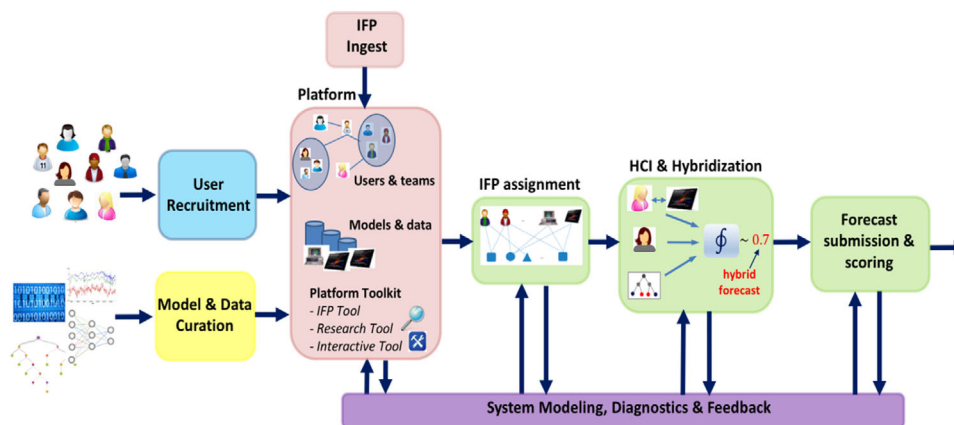 IFP
Ingest
Platform
11
Users & teams
Models & data
Platform Toolkit
- IFP Tool
- Research Tool
- Interactive Tool
User
Recruitment
Model & Data
Curation
IFP assignment
HCI & Hybridization
∮ ~ 0.7
hybrid
forecast
Forecast
submission &
scoring
System Modeling, Diagnostics & Feedback